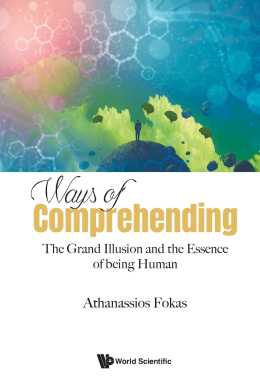 Ways of
Comprehending
The Grand Illusion and the Essence
of being Human
Athanassios Fokas
World Scientific